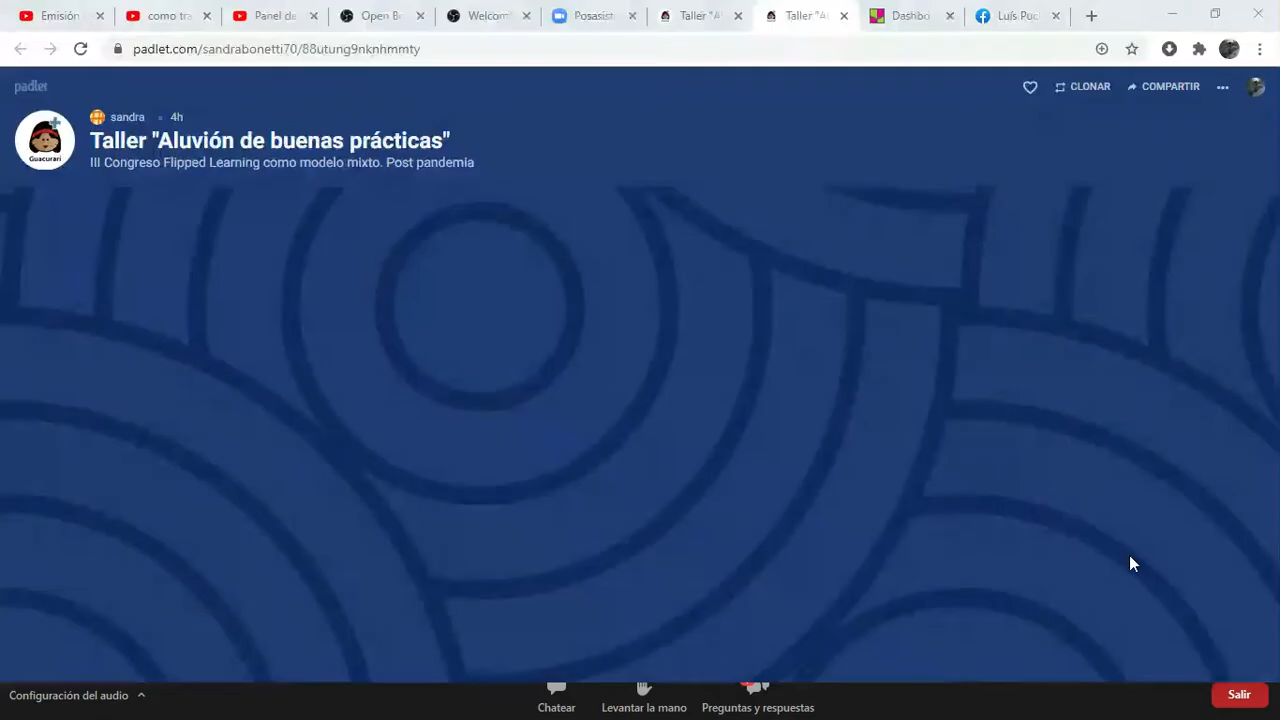 Emisión
como tra
Panel de
Open Br
Welcom
Posasist
Taller "A
Taller "A
Dashbo
Luís Pu
padlet.com/sandrabonetti70/88utung9nknhmmty
padlet
CLONAR
COMPARTIR
sandra • 4h
Taller "Aluvión de buenas prácticas"
III Congreso Flipped Learning como modelo mixto. Post pandemia
Guacurarí
Configuración del audio
Chatear
Levantar la mano
Preguntas y respuestas
Salir